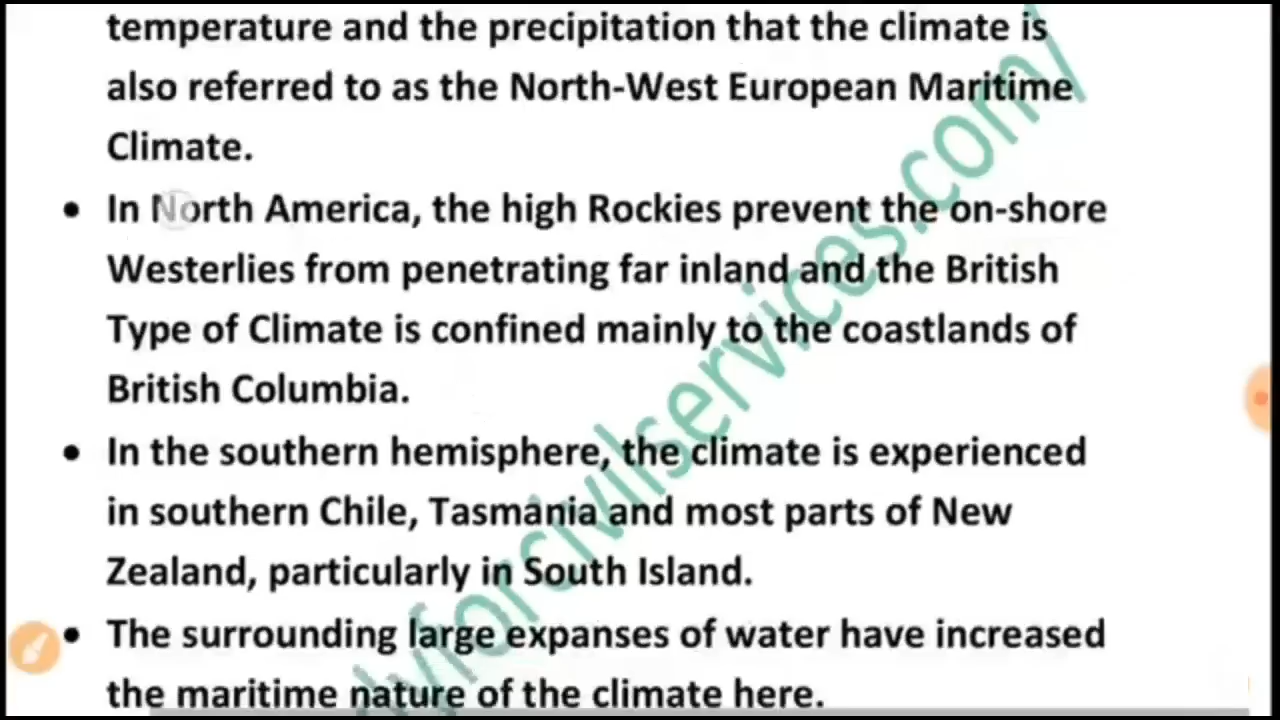 temperature and the precipitation that the climate is
also referred to as the North-West European Maritime
Climate.
• In North America, the high Rockies prevent the on-shore
Westerlies from penetrating far inland and the British
Type of Climate is confined mainly to the coastlands of
British Columbia.
• In the southern hemisphere, the climate is experienced
in southern Chile, Tasmania and most parts of New
Zealand, particularly in South Island.
• The surrounding large expanses of water have increased
the maritime nature of the climate here.
dyforcivilservices.com/